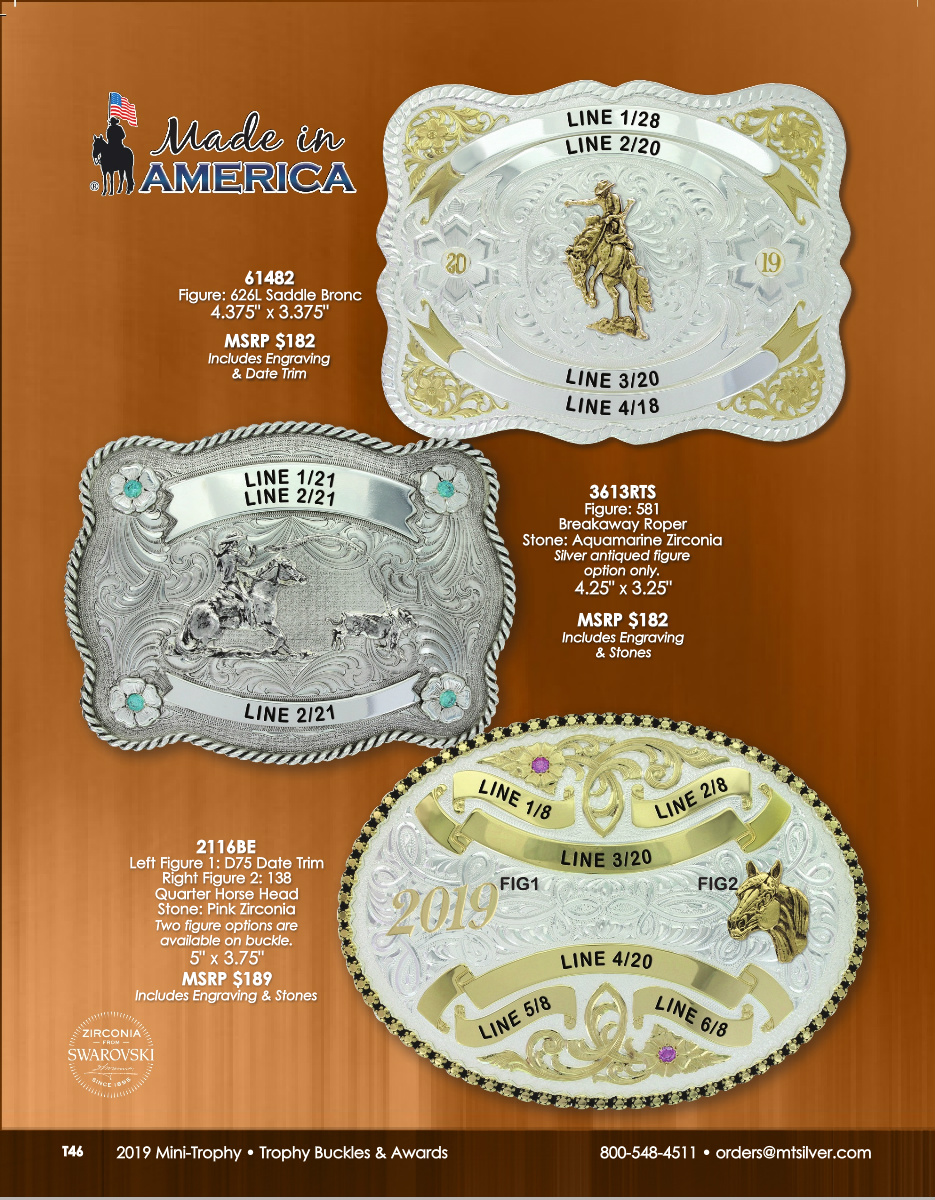 Made in
AMERICA
®
LINE 1/28
LINE 2/20
20
19
LINE 3/20
LINE 4/18
61482
Figure: 626L Saddle Bronc
4.375" x 3.375"
MSRP $182
Includes Engraving
& Date Trim
LINE 1/21
LINE 2/21
LINE 2/21
3613RTS
Figure: 581
Breakaway Roper
Stone: Aquamarine Zirconia
Silver antiqued figure
option only.
4.25" x 3.25"
MSRP $182
Includes Engraving
& Stones
LINE 1/8
LINE 2/8
LINE 3/20
FIG1
FIG2
2019
LINE 4/20
LINE 5/8
LINE 6/8
2116BE
Left Figure 1: D75 Date Trim
Right Figure 2: 138
Quarter Horse Head
Stone: Pink Zirconia
Two figure options are
available on buckle.
5" x 3.75"
MSRP $189
Includes Engraving & Stones
ZIRCONIA
FROM
SWAROVSKI
SINCE 1895
T46
2019 Mini-Trophy • Trophy Buckles & Awards
800-548-4511 • orders@mtsilver.com